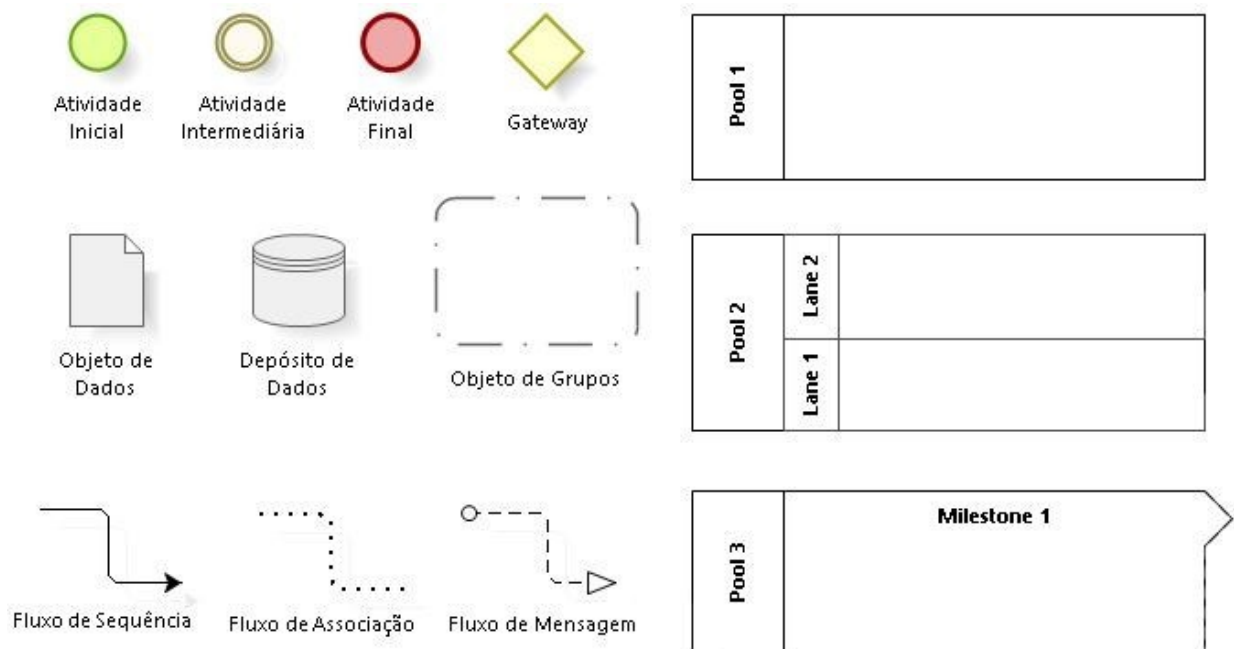 Atividade
Inicial
Atividade
Intermediária
Atividade
Final
Gateway
Pool 1
Objeto de
Dados
Depósito de
Dados
Objeto de Grupos
Pool 2
Lane 2
Lane 1
Fluxo de Sequência
Fluxo de Associação
Fluxo de Mensagem
Pool 3
Milestone 1